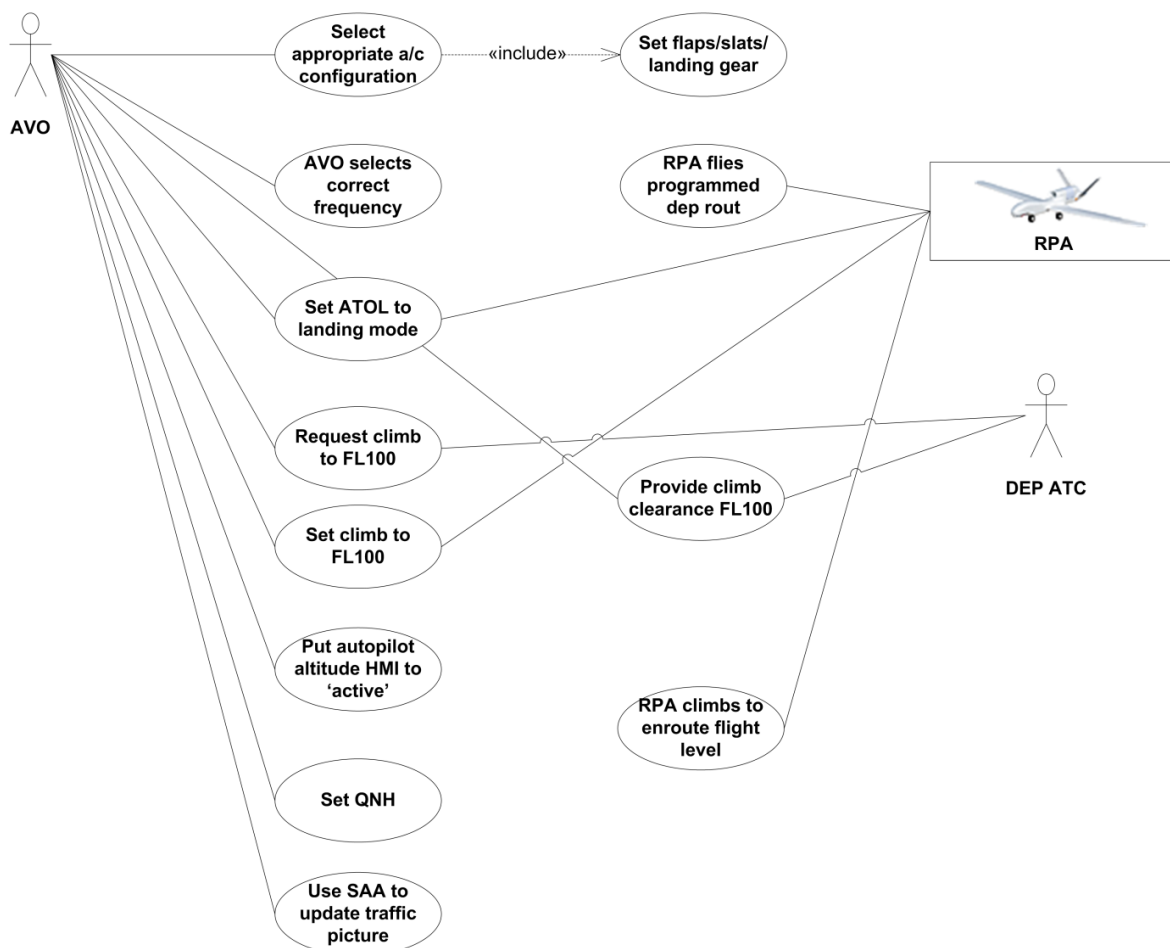 Select
appropriate a/c
configuration
«include»
Set flaps/slats/
landing gear
AVO
AVO selects
correct
frequency
RPA flies
programmed
dep rout
RPA
Set ATOL to
landing mode
Request climb
to FL100
Provide climb
clearance FL100
DEP ATC
Set climb to
FL100
Put autopilot
altitude HMI to
‘active’
RPA climbs to
enroute flight
level
Set QNH
Use SAA to
update traffic
picture